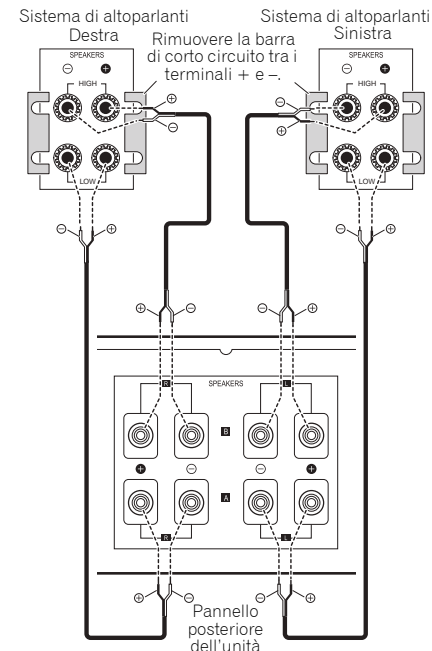 Sistema di altoparlanti
Destra
Sistema di altoparlanti
Sinistra
Rimuovere la barra
di corto circuito tra i
terminali + e –.
SPEAKERS
⊖ ⊕
HIGH
LOW
SPEAKERS
⊖ ⊕
HIGH
LOW
⊕
⊖
⊖
⊕
⊖ ⊕
⊖ ⊕
⊕ ⊖
⊖ ⊕
R SPEAKERS L
B
⊕ ⊖ ⊖ ⊕
A
R L
⊕ ⊖
⊖ ⊕
Pannello
posteriore
dell'unità